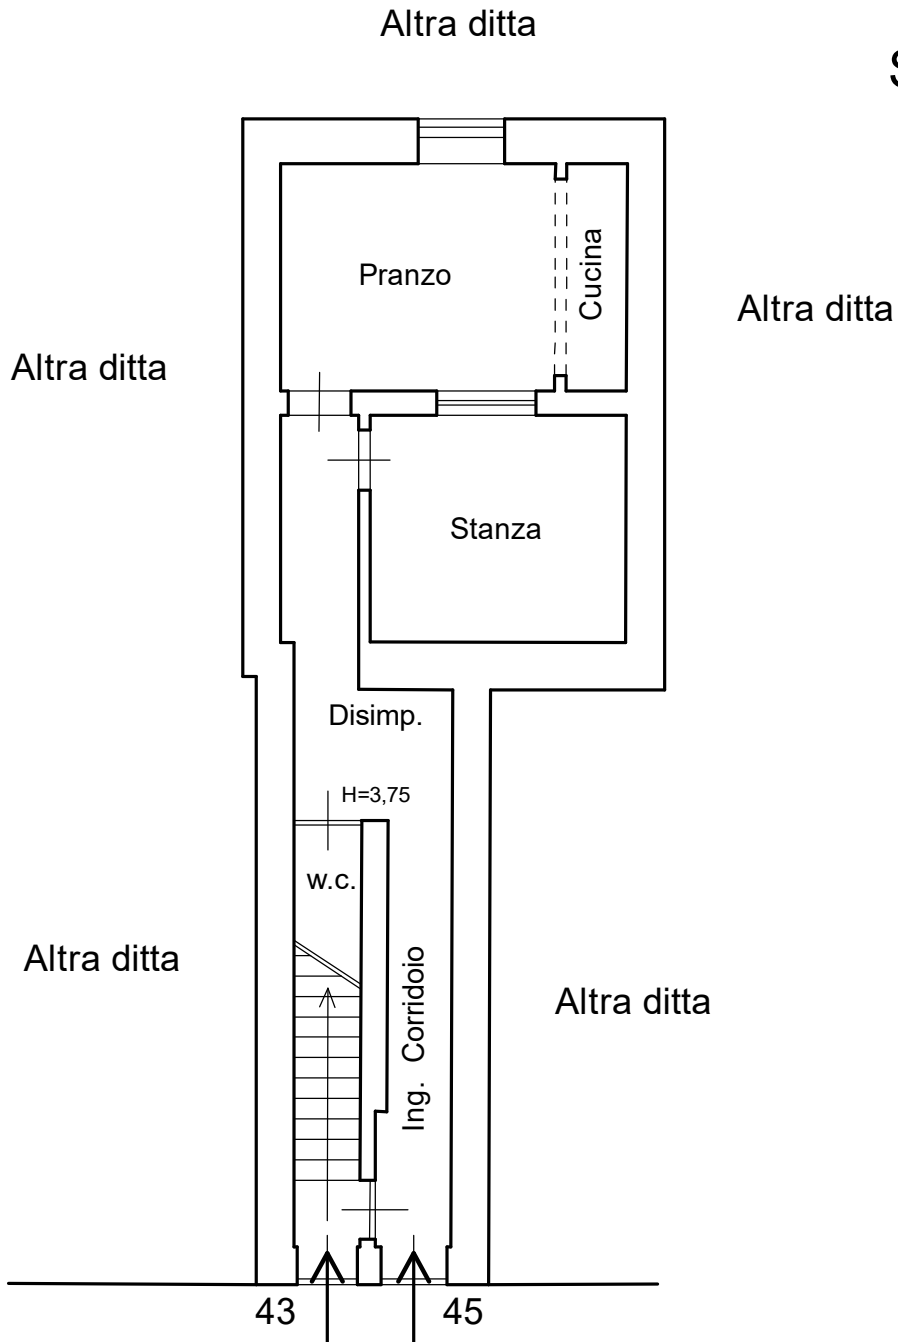 Altra ditta
S
Pranzo
Cucina
Altra ditta
Altra ditta
Stanza
Disimp.
H=3,75
w.c.
Altra ditta
Ing. Corridoio
Altra ditta
43
45